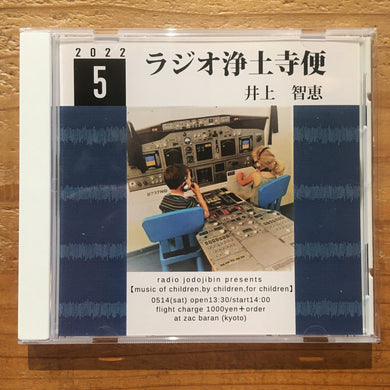 2022
5
ラジオ浄土寺便
井上 智恵
radio jodojibin presents
【music of children,by children,for children】
0514(sat) open13:30/start14:00
flight charge 1000yen+order
at zac baran (kyoto)